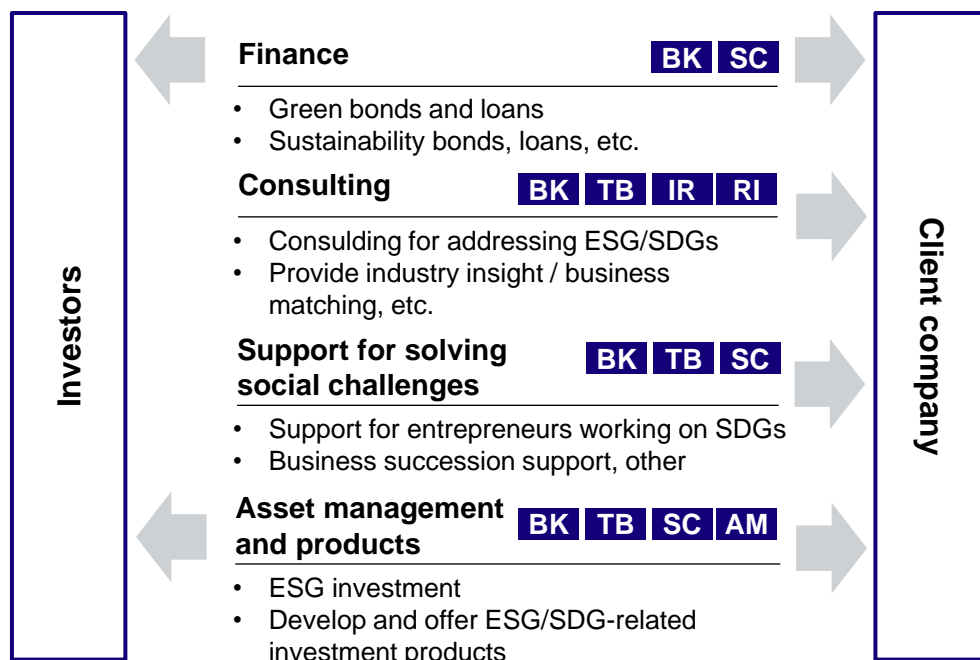 Investors
Finance
BK SC
• Green bonds and loans
• Sustainability bonds, loans, etc.
Consulting
BK TB IR RI
• Consulding for addressing ESG/SDGs
• Provide industry insight / business
matching, etc.
Support for solving
social challenges
BK TB SC
• Support for entrepreneurs working on SDGs
• Business succession support, other
Asset management
and products
BK TB SC AM
• ESG investment
• Develop and offer ESG/SDG-related
investment products
Client company